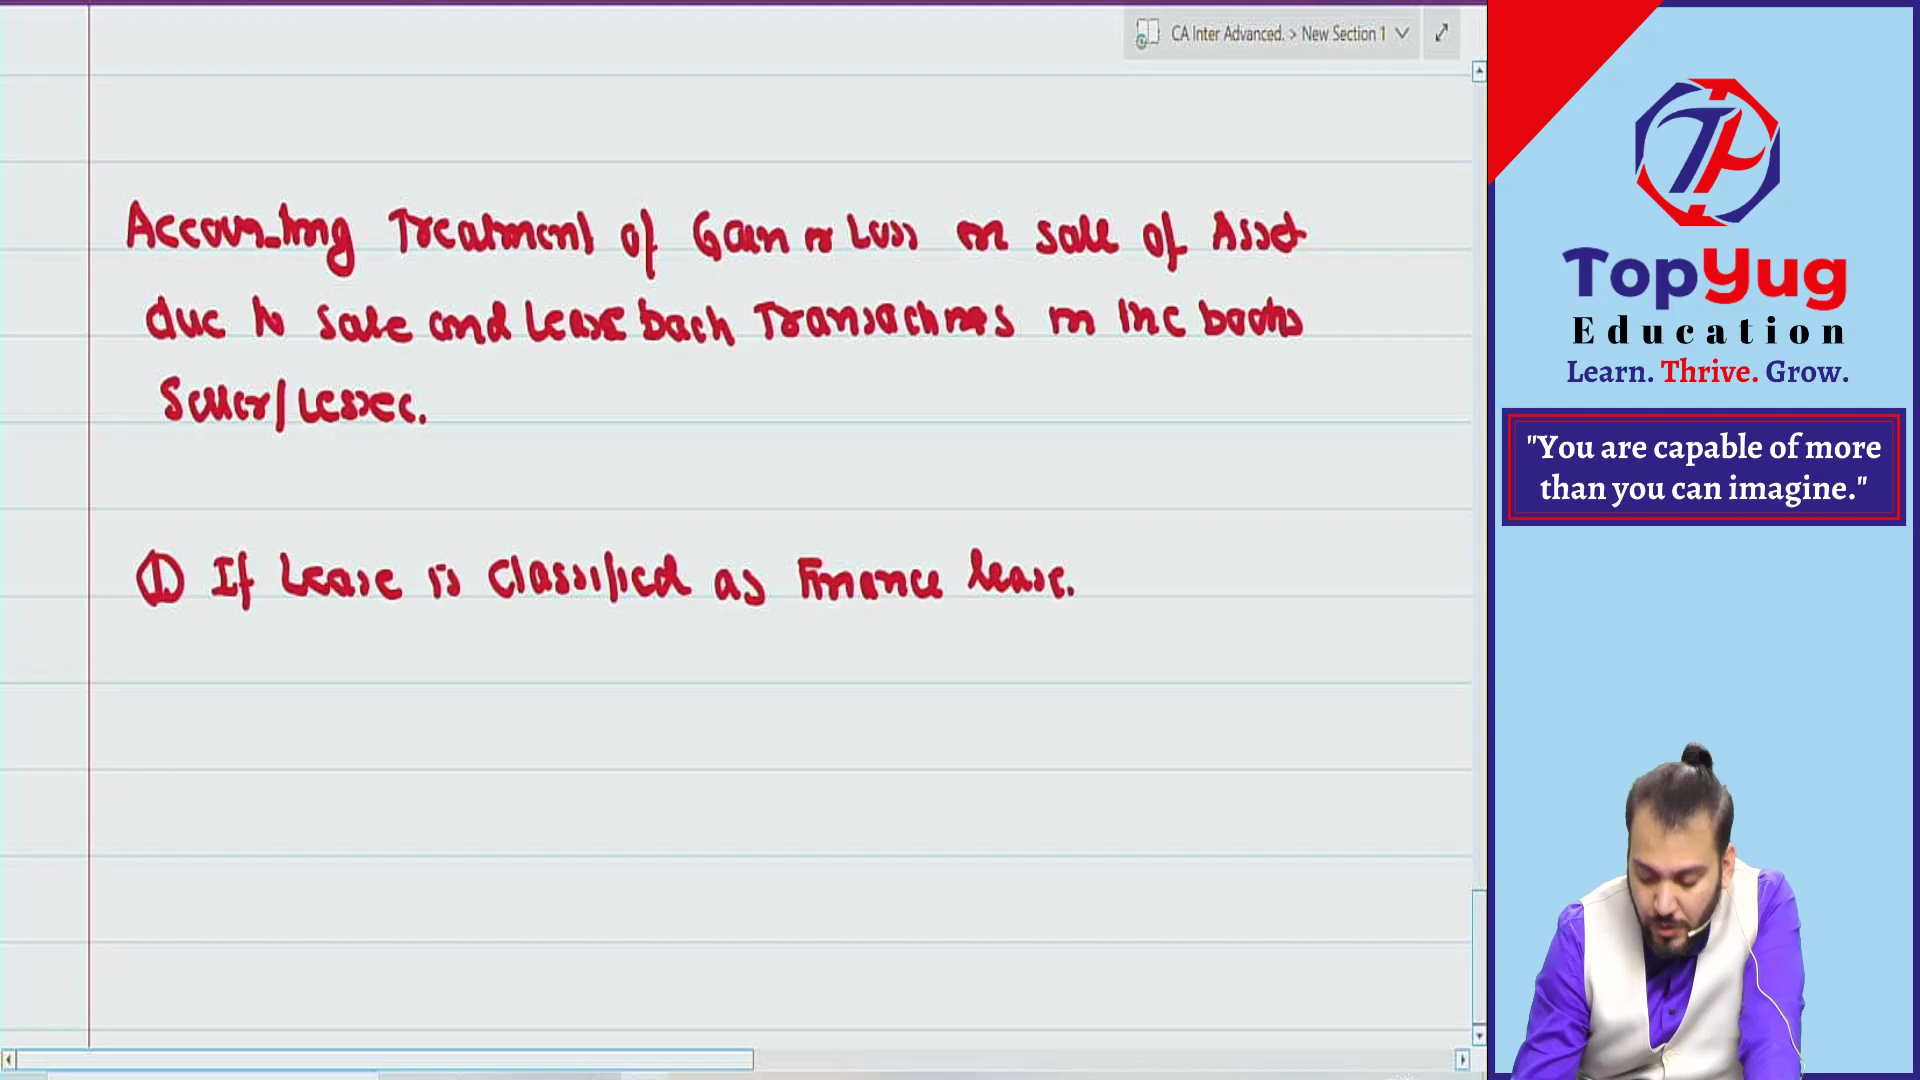 CA Inter Advanced. > New Section 1
Accounting Treatment of Gain or Loss on sale of Asset
due to Sale and Lease back Transactions in the books
Seller/Lessee.
① If Lease is classified as Finance lease.
TopYug
Education
Learn. Thrive. Grow.
"You are capable of more
than you can imagine."